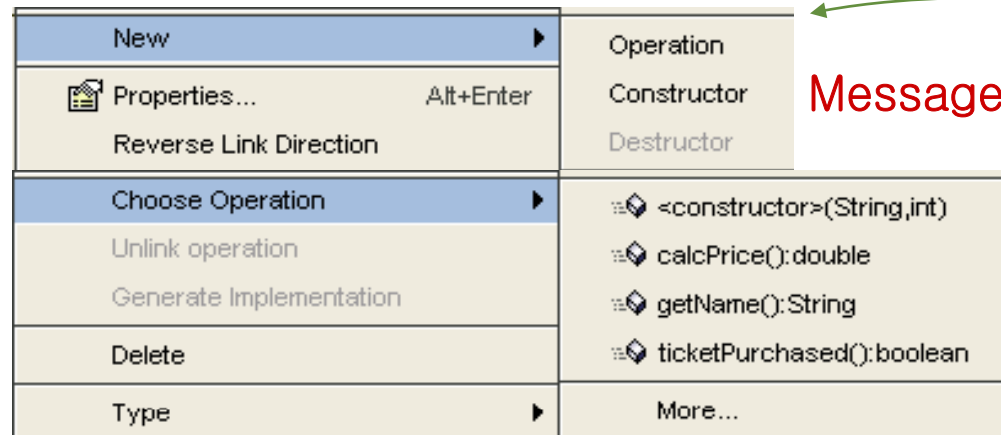 New
Operation
Properties... Alt+Enter
Constructor
Message
Reverse Link Direction
Destructor
Choose Operation
<constructor>(String,int)
Unlink operation
calcPrice():double
Generate Implementation
getName():String
Delete
ticketPurchased():boolean
Type
More...